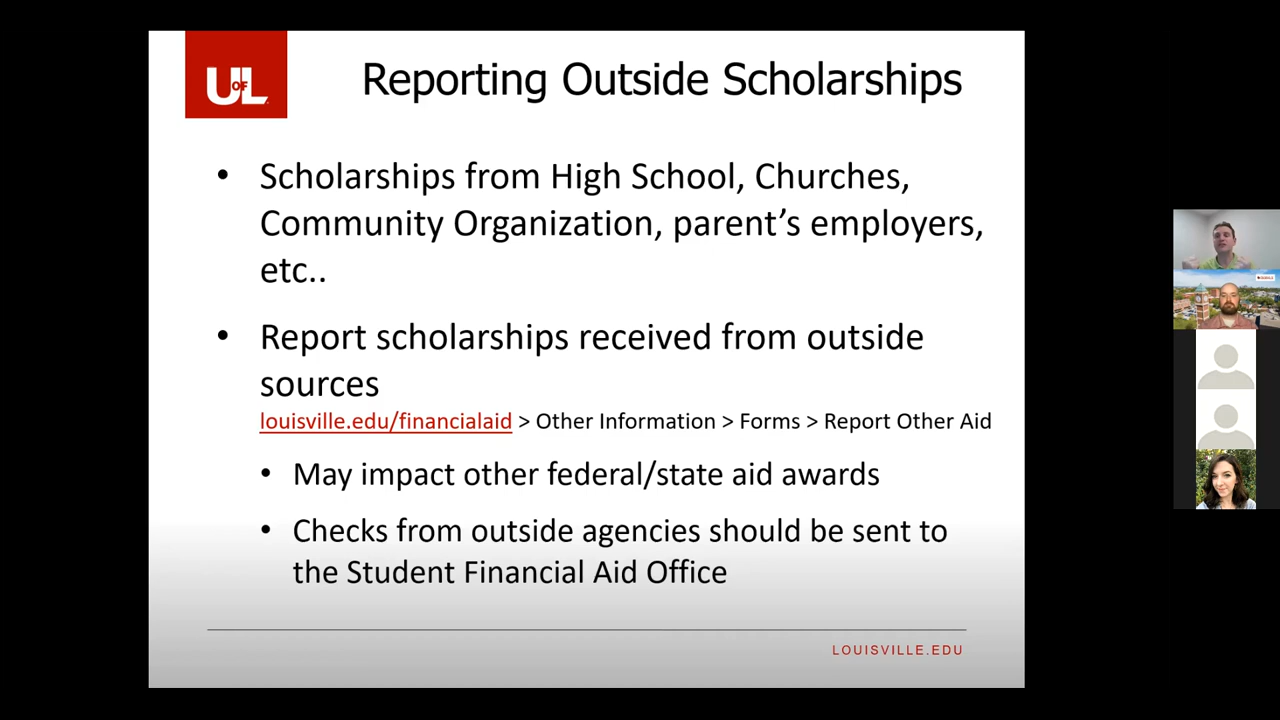 UL
OF
Reporting Outside Scholarships
• Scholarships from High School, Churches,
Community Organization, parent's employers,
etc..
• Report scholarships received from outside
sources
louisville.edu/financialaid > Other Information > Forms > Report Other Aid
• May impact other federal/state aid awards
• Checks from outside agencies should be sent to
the Student Financial Aid Office
LOUISVILLE.EDU